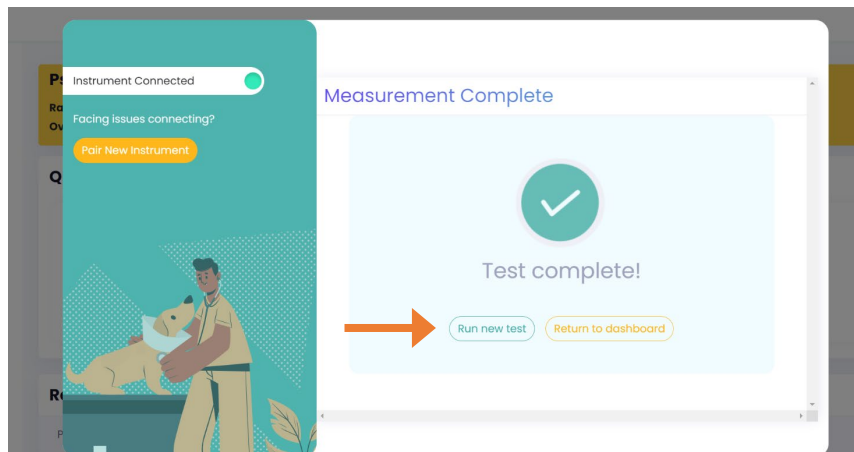 Instrument Connected
Facing issues connecting?
Pair New Instrument
Measurement Complete
Test complete!
Run new test
Return to dashboard